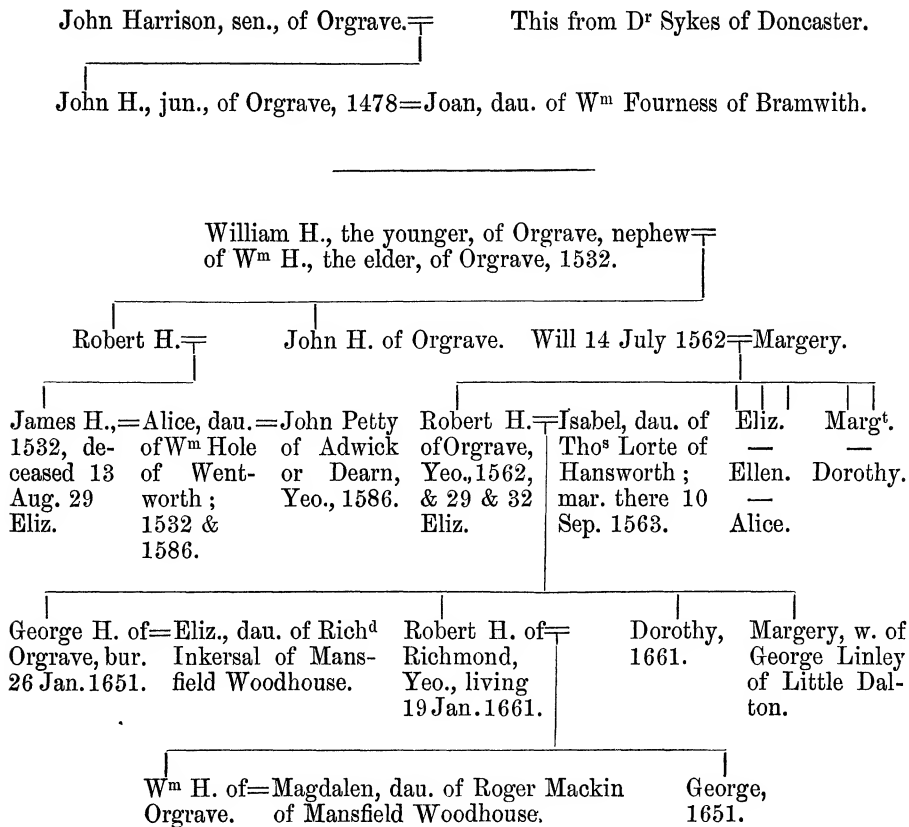 John Harrison, sen., of Orgrave.= This from Dʳ Sykes of Doncaster.
John H., jun., of Orgrave, 1478=Joan, dau. of Wᵐ Fourness of Bramwith.
William H., the younger, of Orgrave, nephew=
of Wᵐ H., the elder, of Orgrave, 1532.
Robert H.= John H. of Orgrave. Will 14 July 1562=Margery.
James H.,=
1532, de-
ceased 13
Aug. 29
Eliz.
Alice, dau.=
of Wᵐ Hole
of Went-
worth;
1532 &
1586.
John Petty
of Adwick
or Dearn,
Yeo., 1586.
Robert H.=
of Orgrave,
Yeo., 1562,
& 29 & 32
Eliz.
Isabel, dau. of
Thoˢ Lorte of
Hansworth;
mar. there 10
Sep. 1563.
Eliz.
—
Ellen.
—
Alice.
Margᵗ.
—
Dorothy.
George H. of=
Orgrave, bur.
26 Jan. 1651.
Eliz., dau. of Richᵈ
Inkersal of Mans-
field Woodhouse.
Robert H. of=
Richmond,
Yeo., living
19 Jan. 1661.
Dorothy,
1661.
Margery, w. of
George Linley
of Little Dal-
ton.
Wᵐ H. of=
Orgrave.
Magdalen, dau. of Roger Mackin
of Mansfield Woodhouse.
George,
1651.